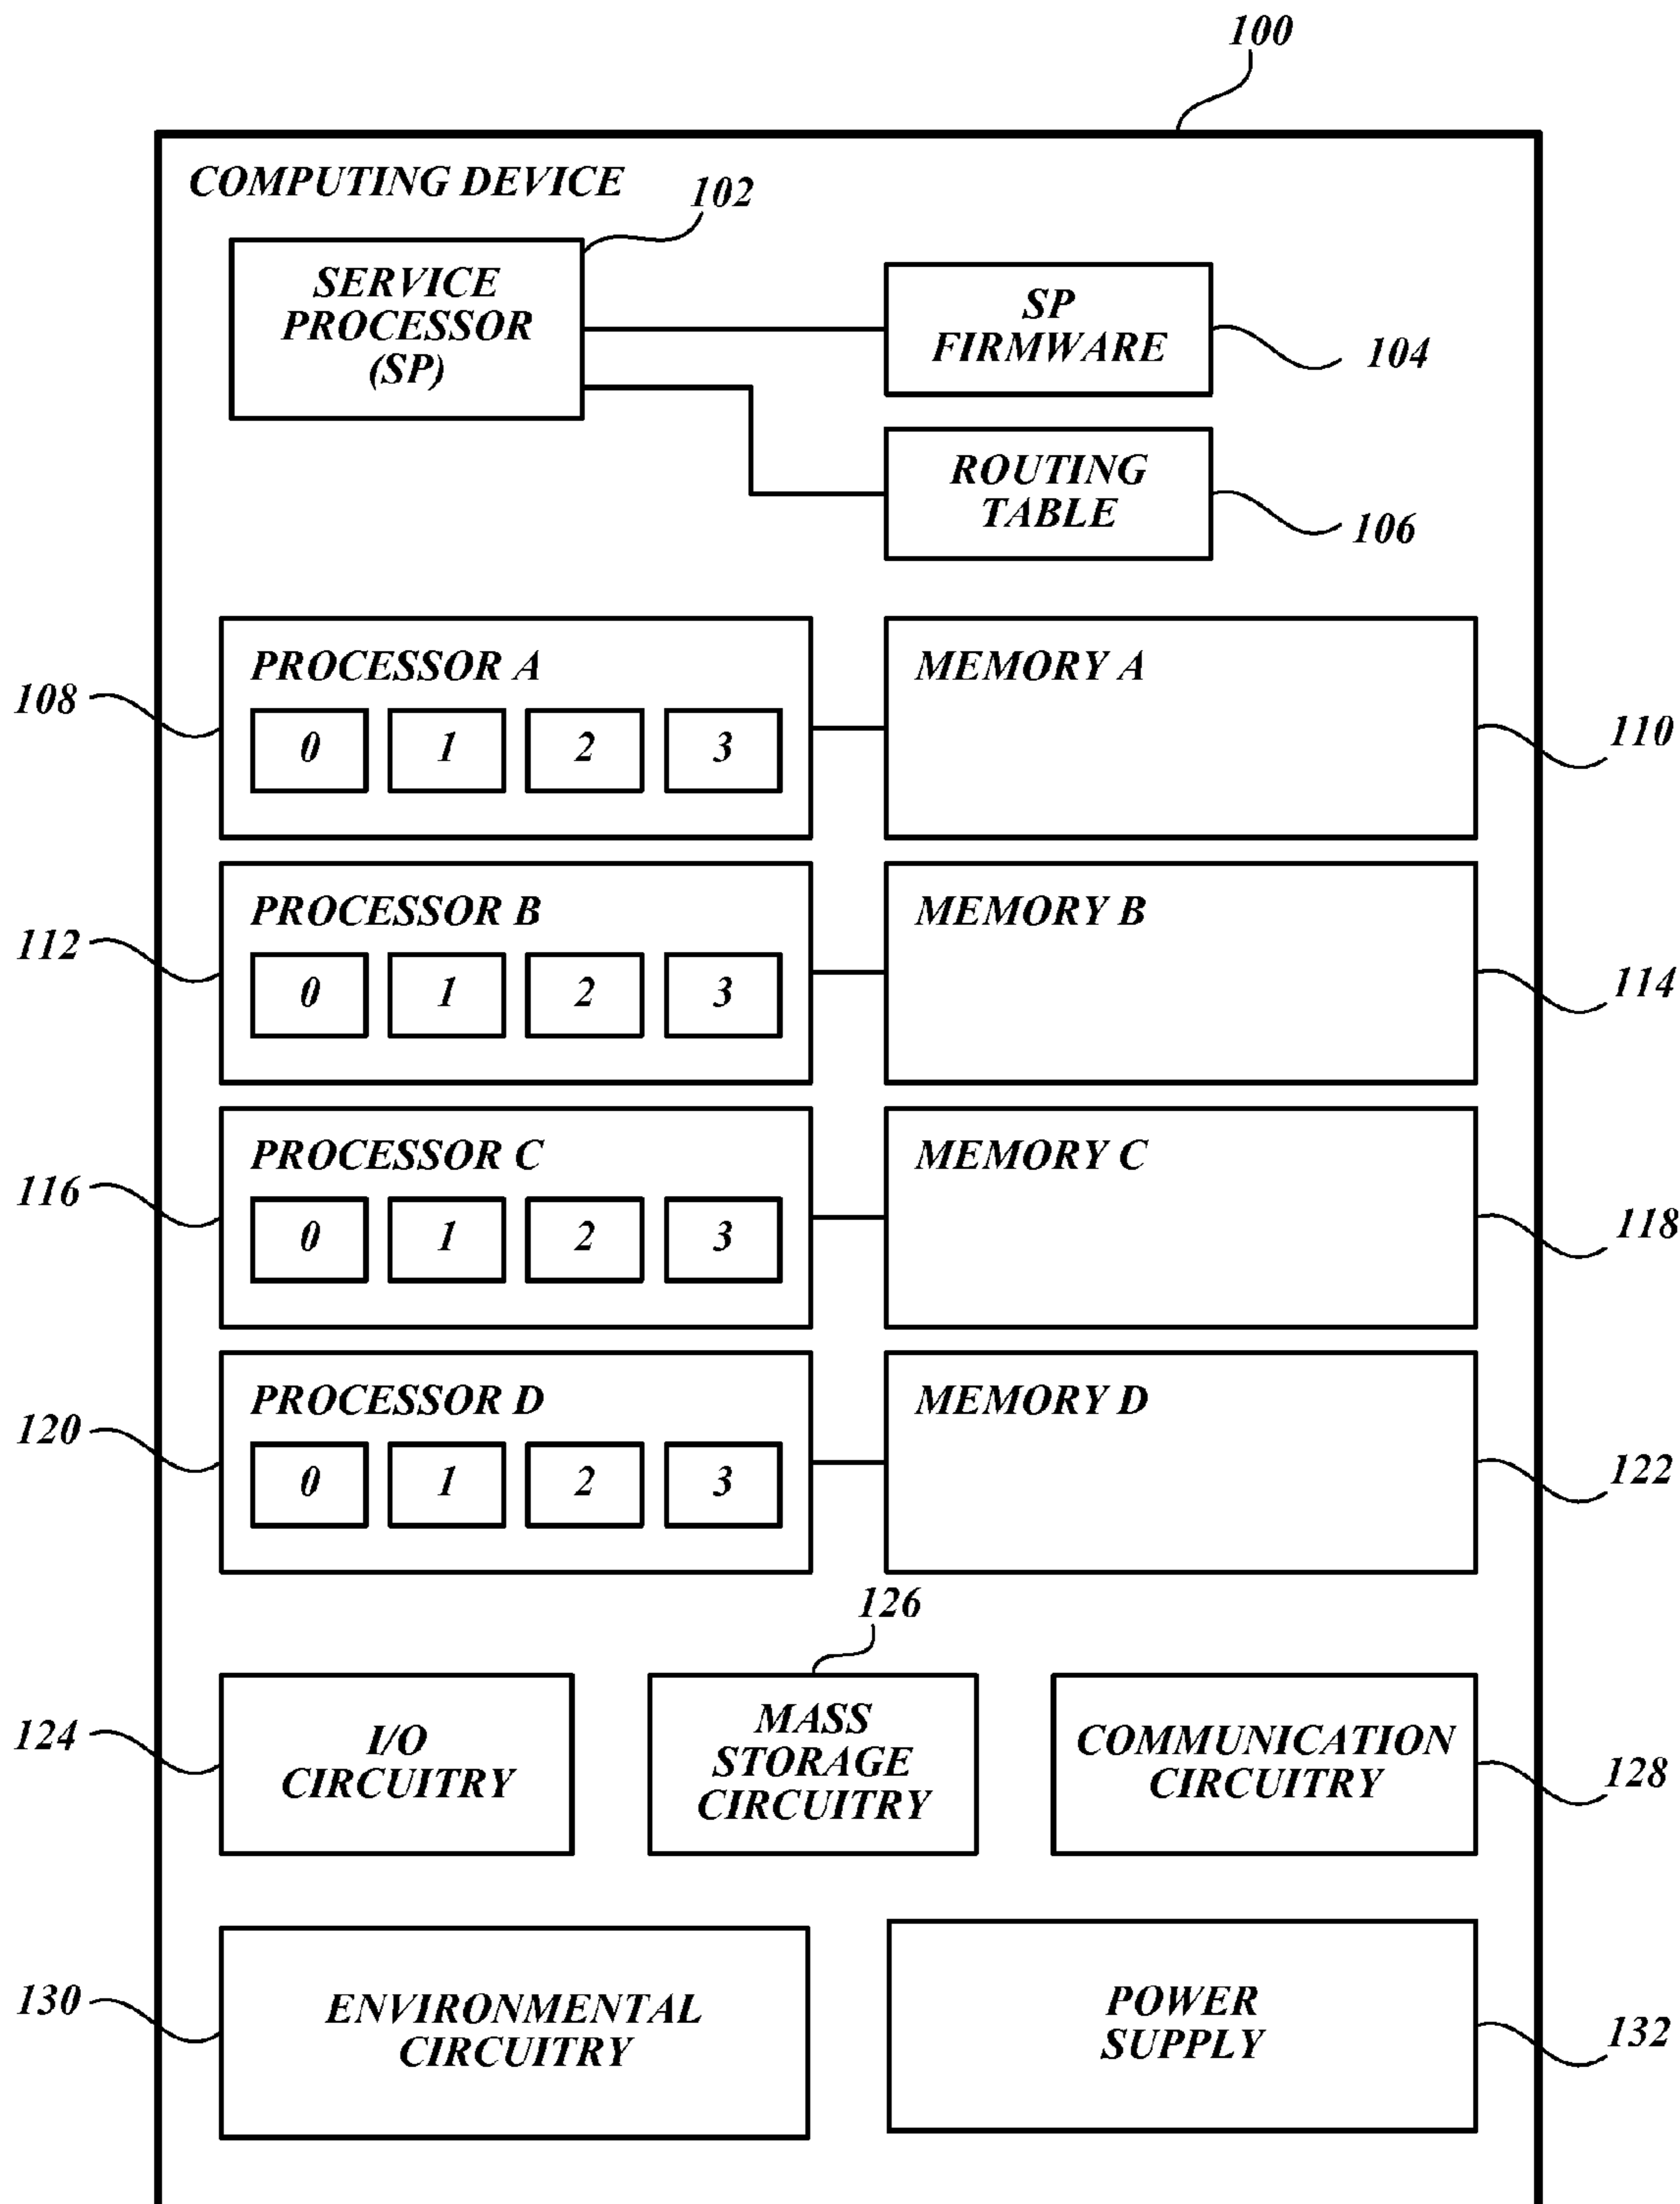 100
COMPUTING DEVICE
102
SERVICE
PROCESSOR
(SP)
SP
FIRMWARE
104
ROUTING
TABLE
106
PROCESSOR A
0 1 2 3
108
MEMORY A
110
PROCESSOR B
0 1 2 3
112
MEMORY B
114
PROCESSOR C
0 1 2 3
116
MEMORY C
118
PROCESSOR D
0 1 2 3
120
MEMORY D
122
126
124
I/O
CIRCUITRY
MASS
STORAGE
CIRCUITRY
COMMUNICATION
CIRCUITRY
128
130
ENVIRONMENTAL
CIRCUITRY
POWER
SUPPLY
132